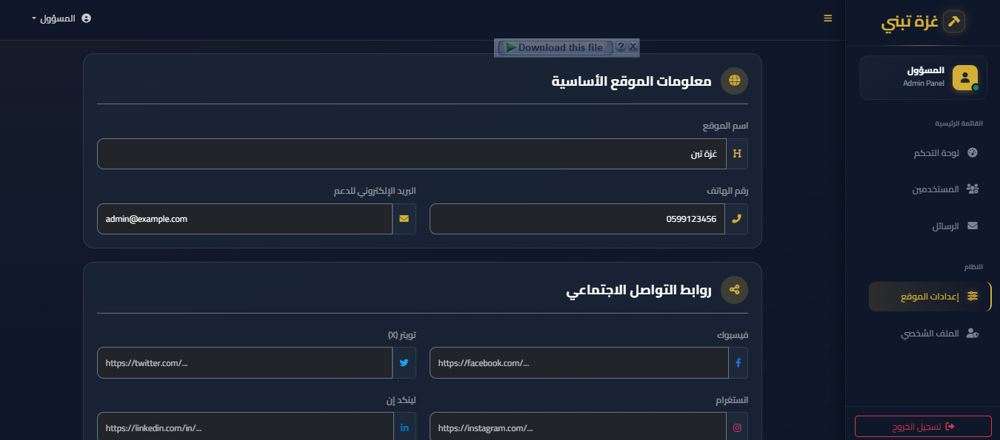 غزة تبني
المسؤول
Admin Panel
القائمة الرئيسية
لوحة التحكم
المستخدمين
الرسائل
النظام
إعدادات الموقع
الملف الشخصي
تسجيل الخروج
المسؤول
Download this file
معلومات الموقع الأساسية
اسم الموقع
غزة تبن
رقم الهاتف
0599123456
البريد الإلكتروني للدعم
admin@example.com
روابط التواصل الاجتماعي
فيسبوك
https://facebook.com/...
تويتر (X)
https://twitter.com/...
انستغرام
https://instagram.com/...
لينكد إن
https://linkedin.com/in/...